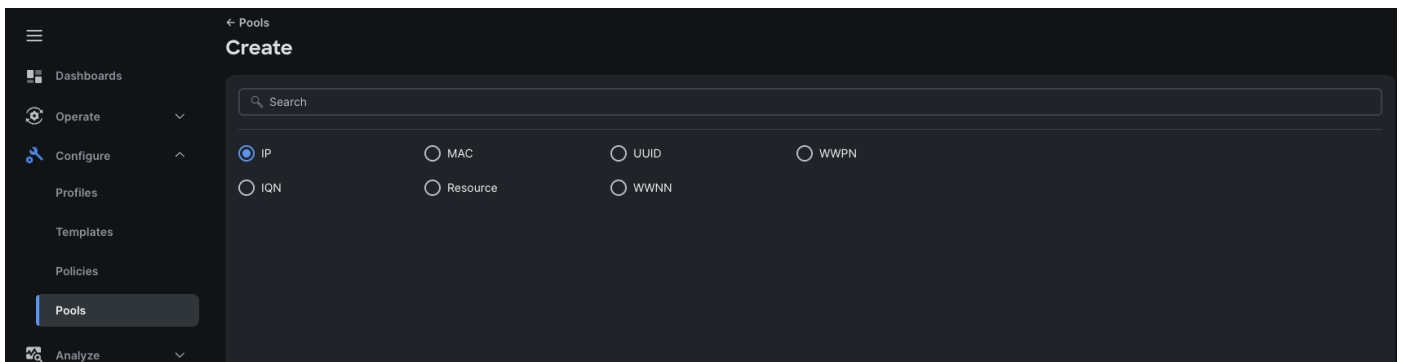 ← Pools
Create
Dashboards
Operate
Configure
Profiles
Templates
Policies
Pools
Analyze
Search
IP MAC UUID WWPN
IQN Resource WWNN